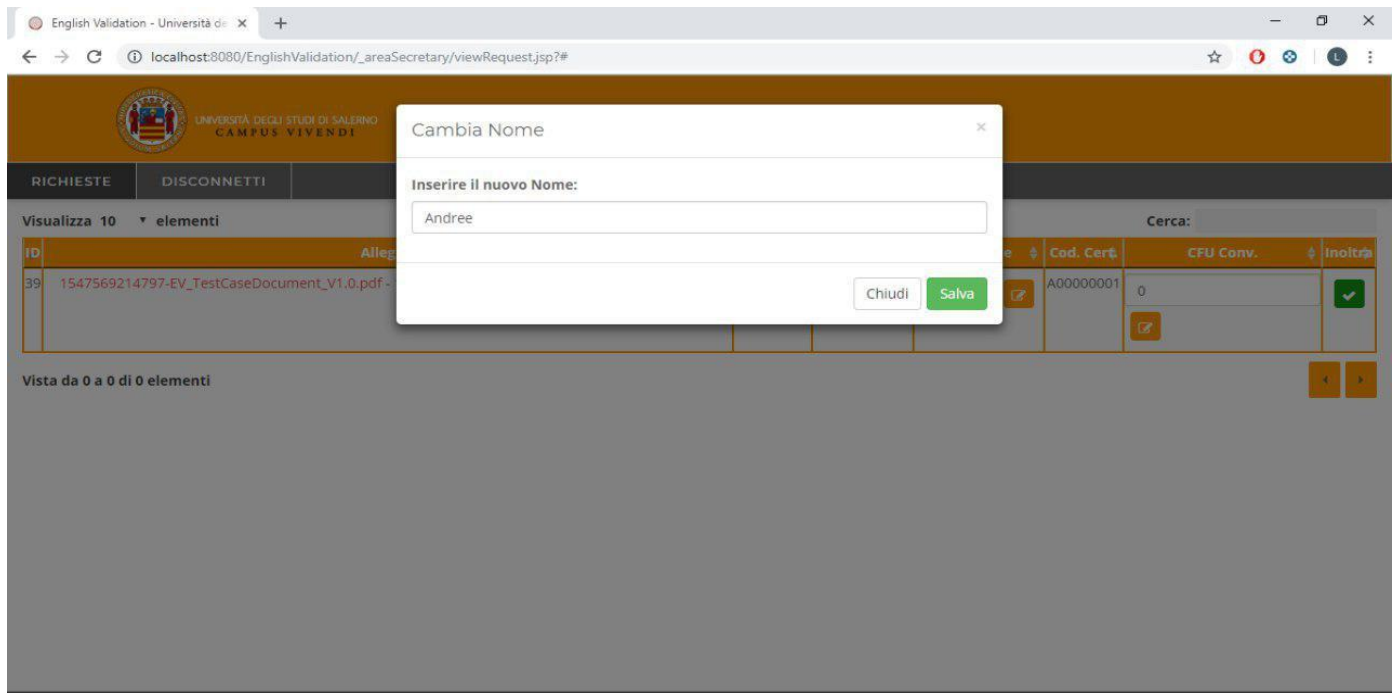 English Validation - Università de
localhost:8080/EnglishValidation/_areaSecretary/viewRequest.jsp?#
L
UNIVERSITÀ DEGLI STUDI DI SALERNO
CAMPUS VIVENDI
Cambia Nome
×
RICHIESTE DISCONNETTI
Inserire il nuovo Nome:
Visualizza 10 elementi
Andree
Cerca:
ID Alleg e Cod. Cert. CFU Conv. Inoltra
39 1547569214797-EV_TestCaseDocument_V1.0.pdf - A00000001 0
Chiudi Salva
Vista da 0 a 0 di 0 elementi